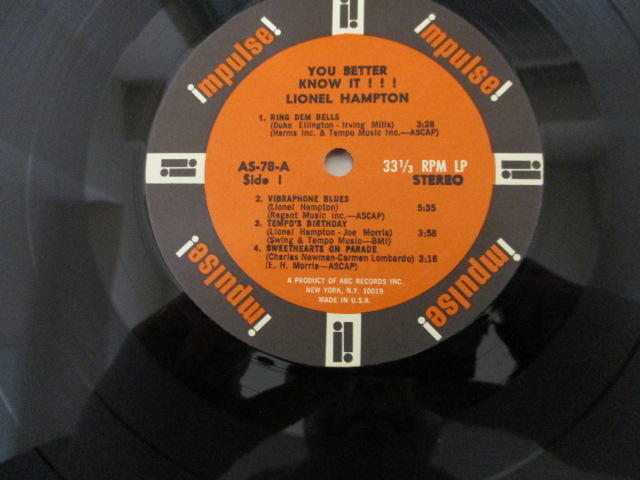 impulse!
impulse!
YOU BETTER
KNOW IT ! ! !
LIONEL HAMPTON
1. RING DEM BELLS
(Duke Ellington - Irving Mills) 3:28
(Harms Inc. & Tempo Music Inc.—ASCAP)
AS-78-A 33⅓ RPM LP
Side 1 STEREO
2. VIBRAPHONE BLUES
(Lionel Hampton) 5:35
(Regent Music Inc.—ASCAP)
3. TEMPO'S BIRTHDAY
(Lionel Hampton - Joe Morris) 3:58
(Swing & Tempo Music—BMI)
4. SWEETHEARTS ON PARADE
(Charles Newman-Carmen Lombardo) 3:16
(E. H. Morris—ASCAP)
A PRODUCT OF ABC RECORDS INC.
NEW YORK, N.Y. 10019
MADE IN U.S.A.
impulse!
impulse!